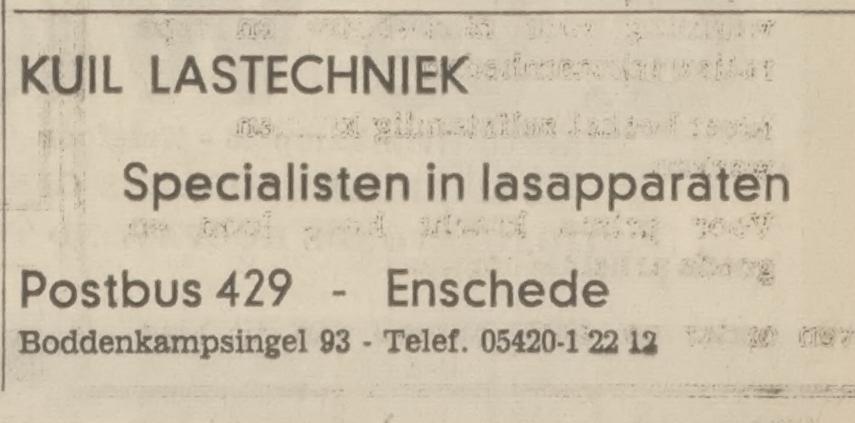 KUIL LASTECHNIEK
Specialisten in lasapparaten
Postbus 429 - Enschede
Boddenkampsingel 93 - Telef. 05420-1 22 12